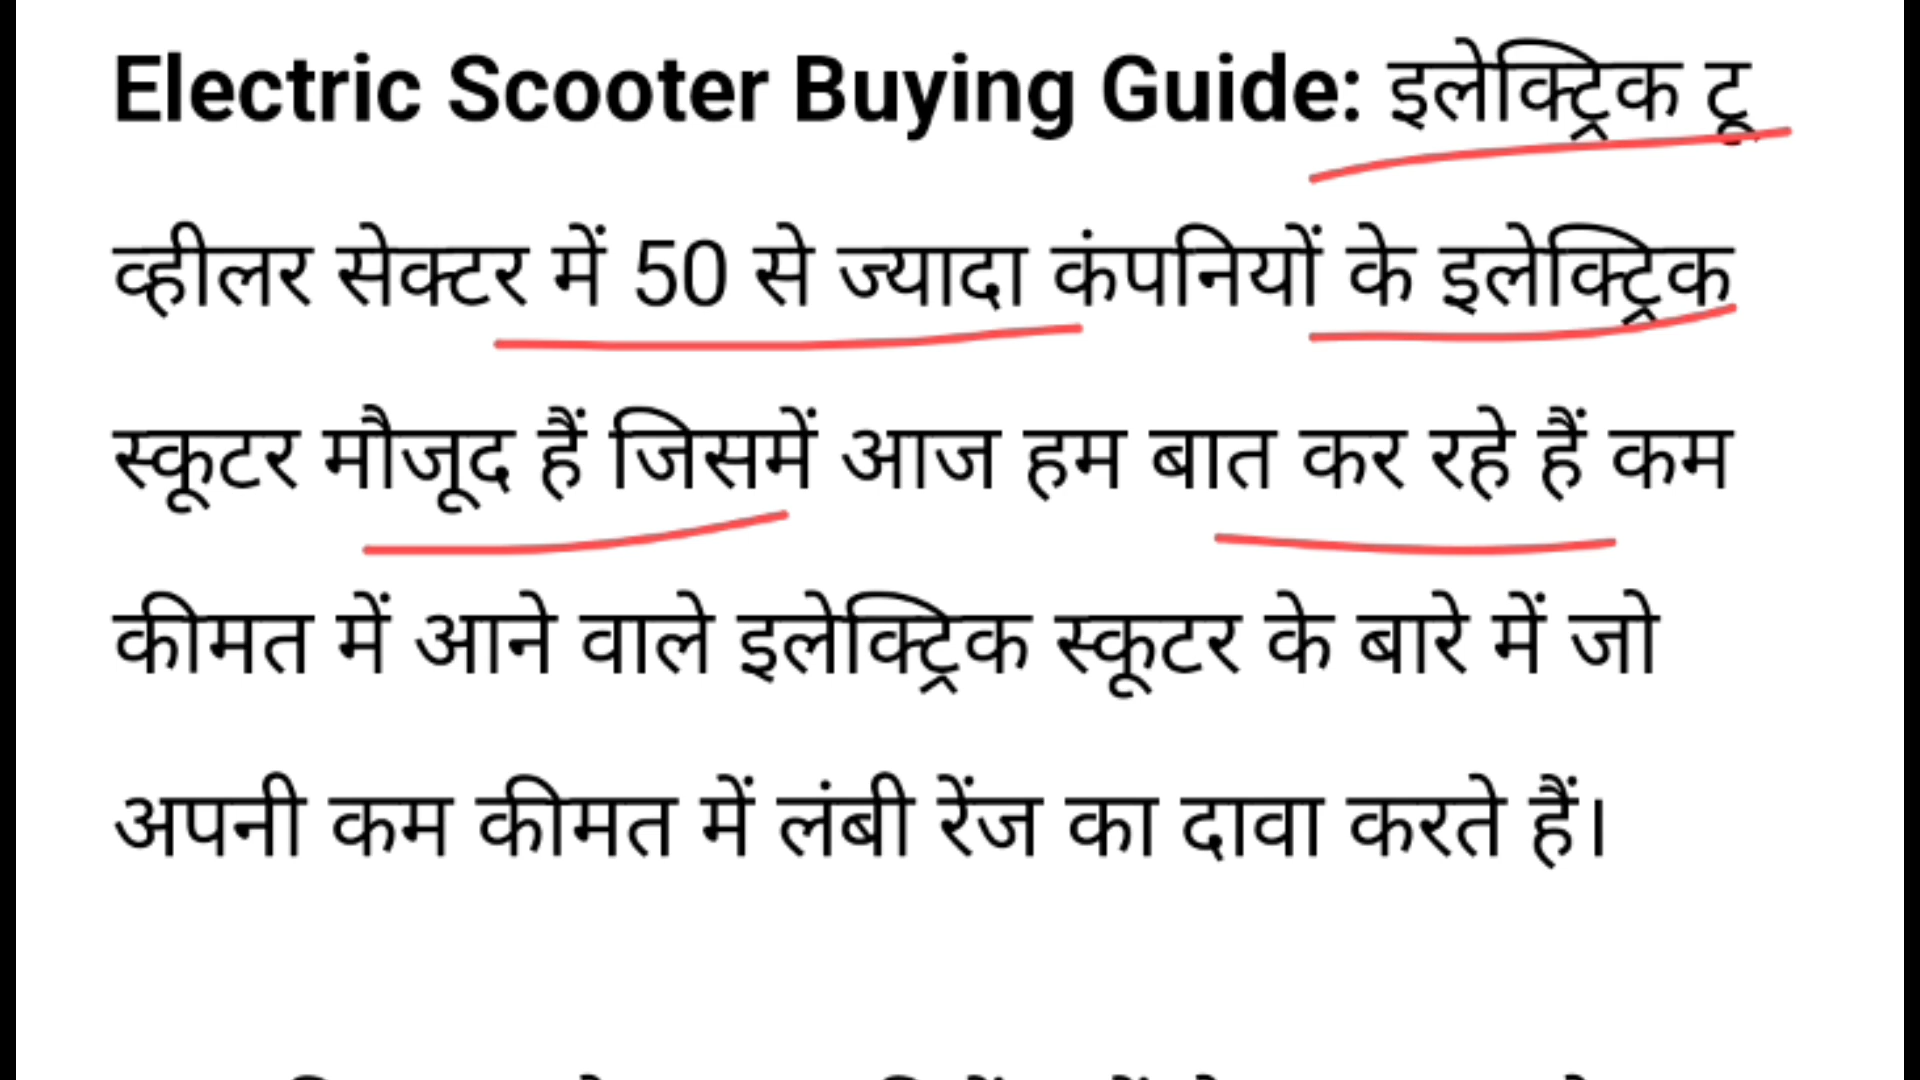 Electric Scooter Buying Guide: इलेक्ट्रिक टू
व्हीलर सेक्टर में 50 से ज्यादा कंपनियों के इलेक्ट्रिक
स्कूटर मौजूद हैं जिसमें आज हम बात कर रहे हैं कम
कीमत में आने वाले इलेक्ट्रिक स्कूटर के बारे में जो
अपनी कम कीमत में लंबी रेंज का दावा करते हैं।